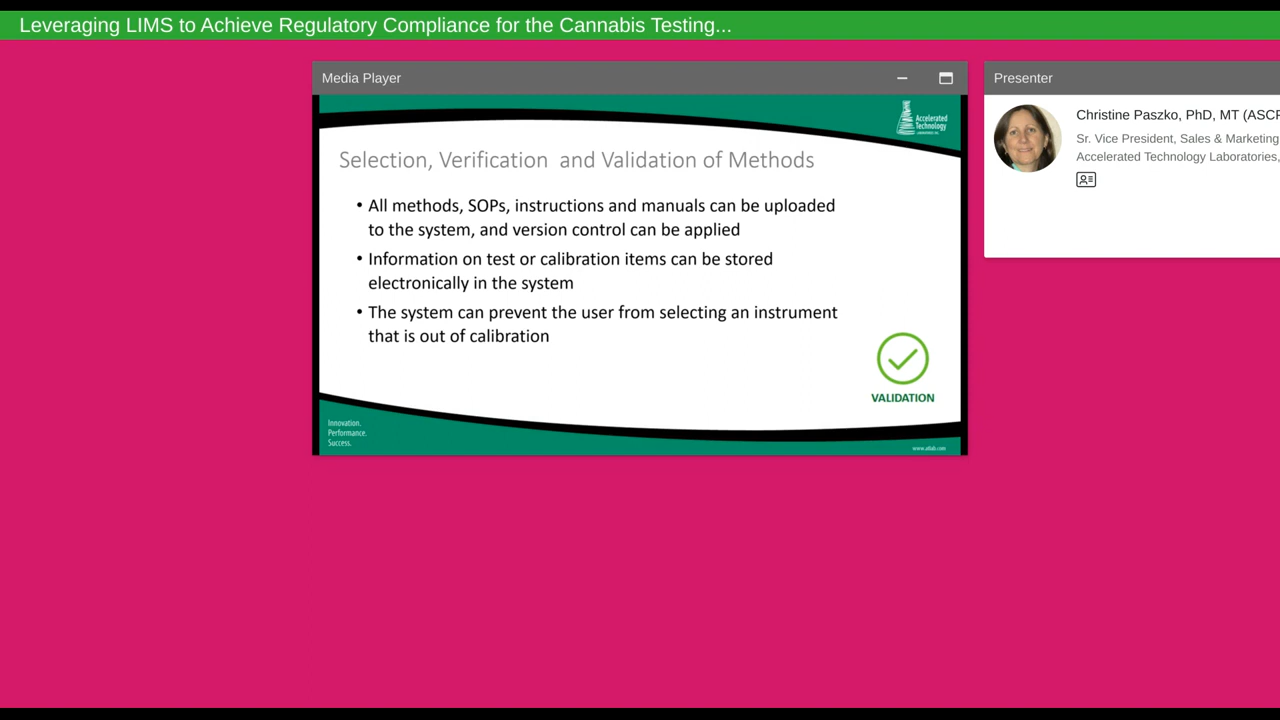 Leveraging LIMS to Achieve Regulatory Compliance for the Cannabis Testing...
Media Player
Accelerated
Technology
LABORATORIES, INC.
Selection, Verification and Validation of Methods
• All methods, SOPs, instructions and manuals can be uploaded
to the system, and version control can be applied
• Information on test or calibration items can be stored
electronically in the system
• The system can prevent the user from selecting an instrument
that is out of calibration
VALIDATION
Innovation.
Performance.
Success.
www.atlab.com
Presenter
Christine Paszko, PhD, MT (ASCP
Sr. Vice President, Sales & Marketing
Accelerated Technology Laboratories,